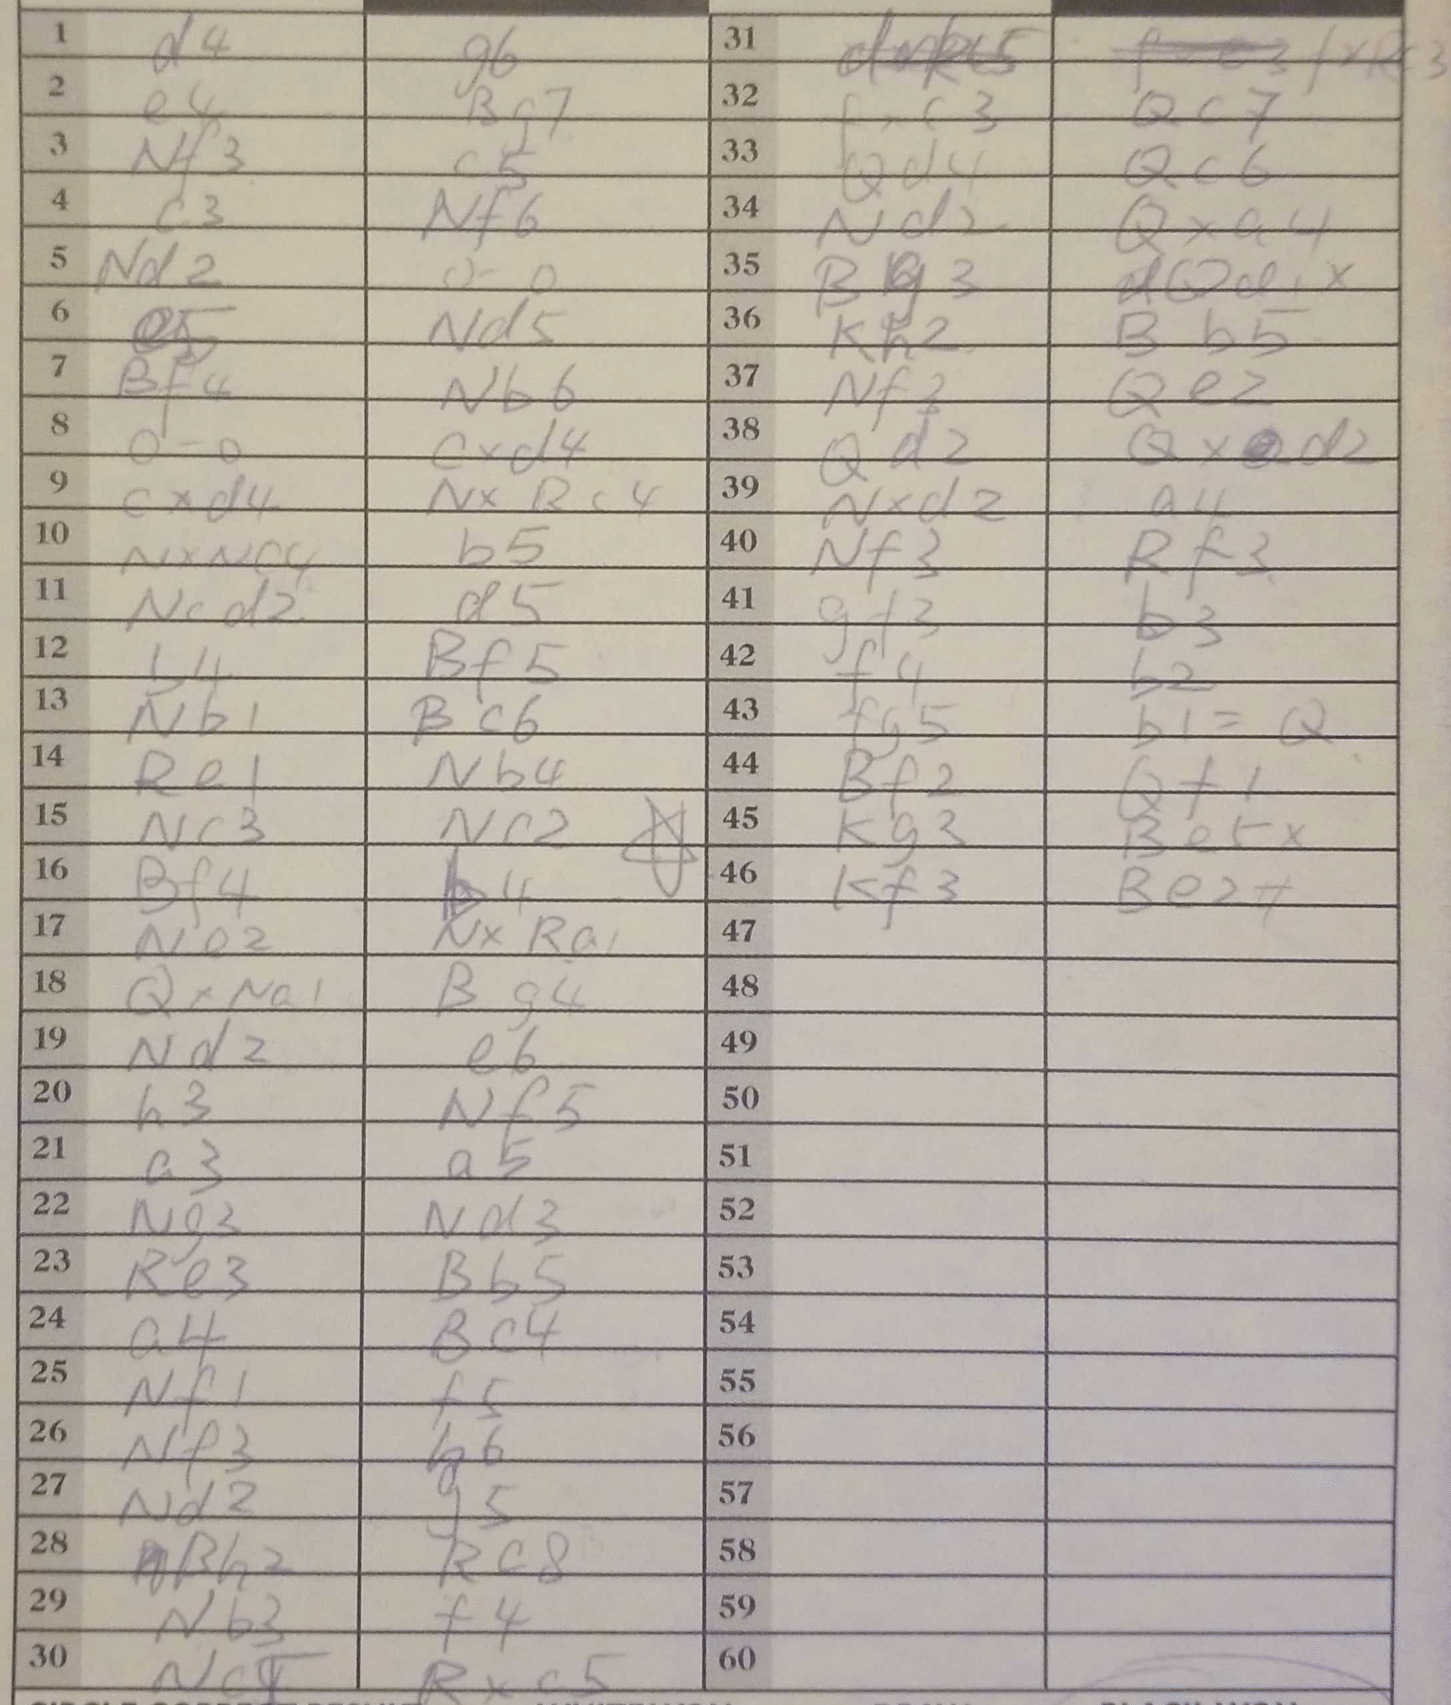 1 d4 g6
2 e4 Bg7
3 Nf3 c5
4 c3 Nf6
5 Nd2 0-0
6 e5 Nd5
7 Bf4 Nb6
8 0-0 cxd4
9 cxd4 NxBc4
10 NxNc4 b5
11 Ncd2 d5
12 b4 Bf5
13 Nb1 Bc6
14 Re1 Nb4
15 Nc3 Nc2
16 Bf4 b4
17 Ne2 NxRa1
18 QxNa1 Bg4
19 Nd2 e6
20 h3 Nf5
21 a3 a5
22 Ng3 Nd3
23 Re3 Bb5
24 a4 Bc4
25 Nf1 f5
26 Nf3 h6
27 Nd2 g5
28 Bh2 Rc8
29 Nb3 f4
30 Nc5 Rxc5
31 fxRe3
32 fxc3 Qc7
33 Qd4 Qc6
34 Nd2 Qxa4
35 Bg3 Qd1x
36 Kh2 Bb5
37 Nf3 Qe2
38 Qd2 Qxd2
39 Nxd2 a4
40 Nf3 Rf3
41 gf3 b3
42 f4 b2
43 fg5 b1=Q
44 Bf2 Qf1
45 Kg3 Be5x
46 Kf3 Be2#
47
48
49
50
51
52
53
54
55
56
57
58
59
60